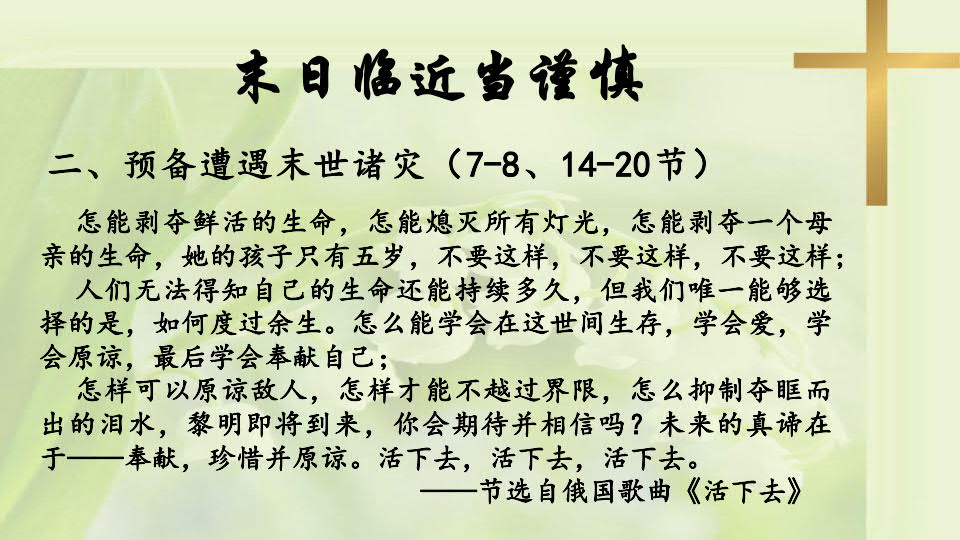 末日临近当谨慎
二、预备遭遇末世诸灾（7-8、14-20节）
怎能剥夺鲜活的生命，怎能熄灭所有灯光，怎能剥夺一个母
亲的生命，她的孩子只有五岁，不要这样，不要这样，不要这样；
人们无法得知自己的生命还能持续多久，但我们唯一能够选
择的是，如何度过余生。怎么能学会在这世间生存，学会爱，学
会原谅，最后学会奉献自己；
怎样可以原谅敌人，怎样才能不越过界限，怎么抑制夺眶而
出的泪水，黎明即将到来，你会期待并相信吗？未来的真谛在
于——奉献，珍惜并原谅。活下去，活下去，活下去。
——节选自俄国歌曲《活下去》